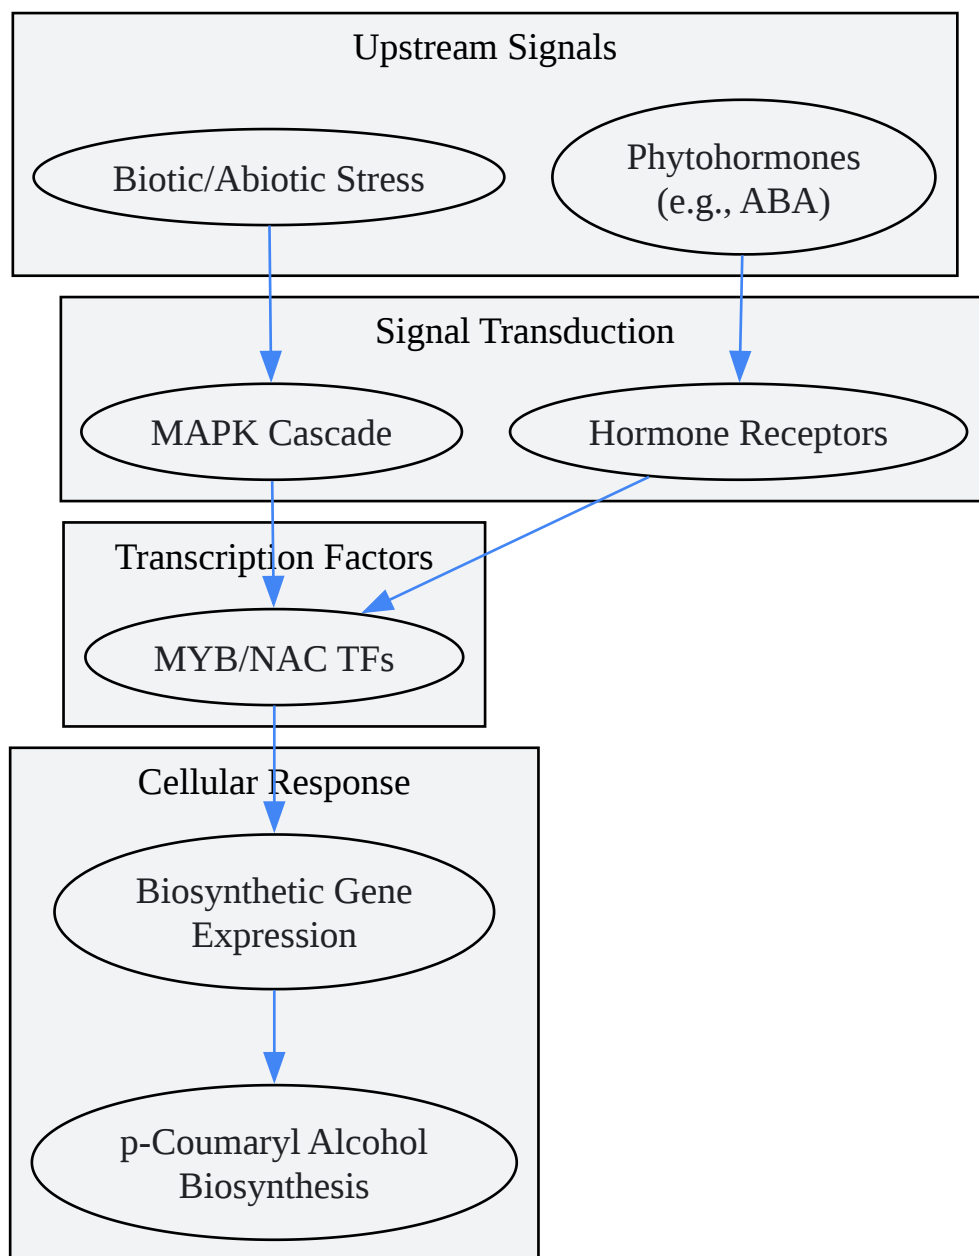 Upstream Signals
Biotic/Abiotic Stress
Phytohormones
(e.g., ABA)
Signal Transduction
MAPK Cascade
Hormone Receptors
Transcription Factors
MYB/NAC TFs
Cellular Response
Biosynthetic Gene
Expression
p-Coumaryl Alcohol
Biosynthesis